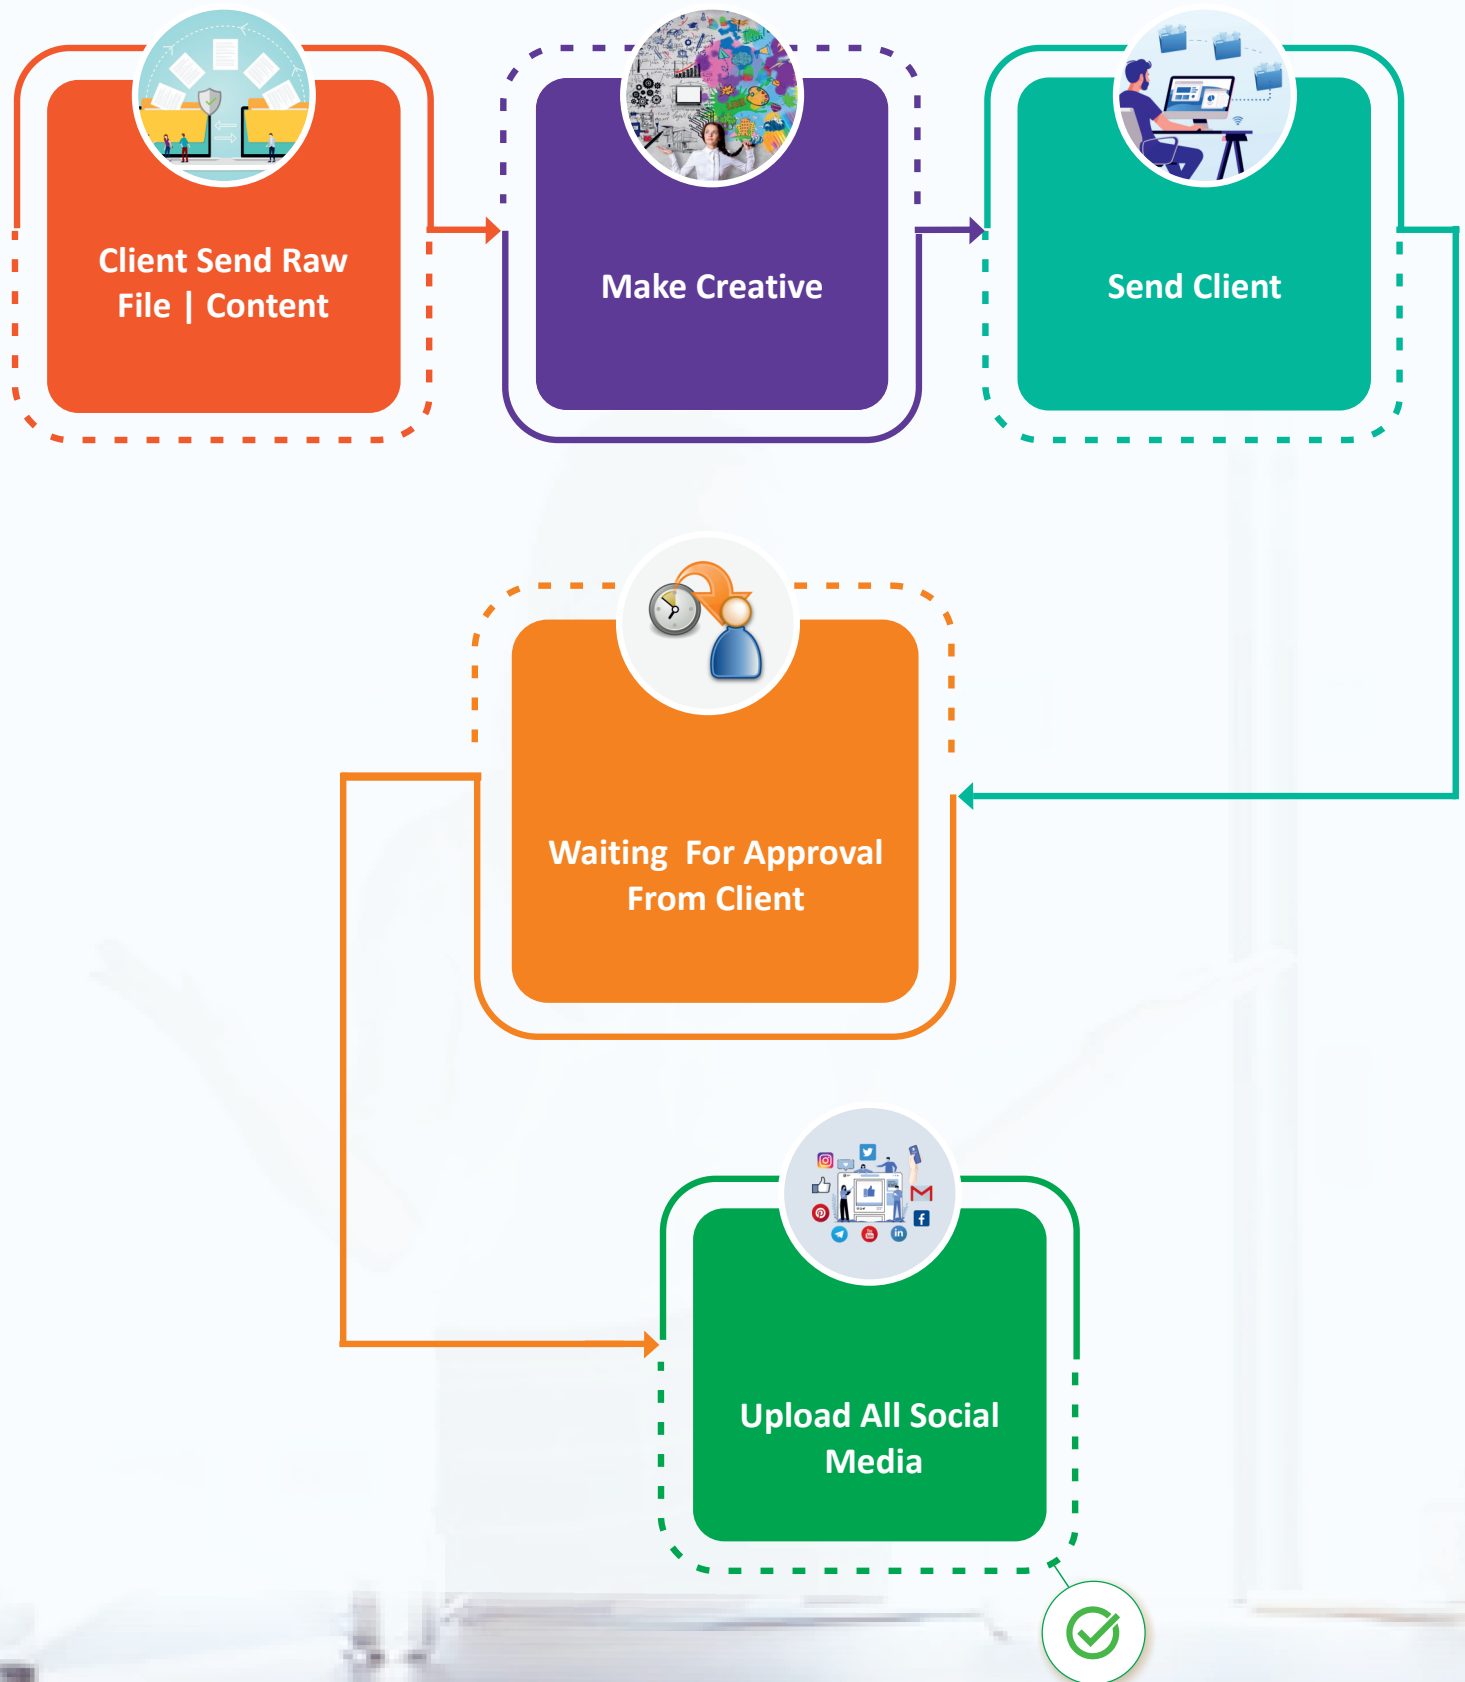 Client Send Raw
File | Content
Make Creative
Send Client
Waiting  For Approval
From Client
Upload All Social
Media